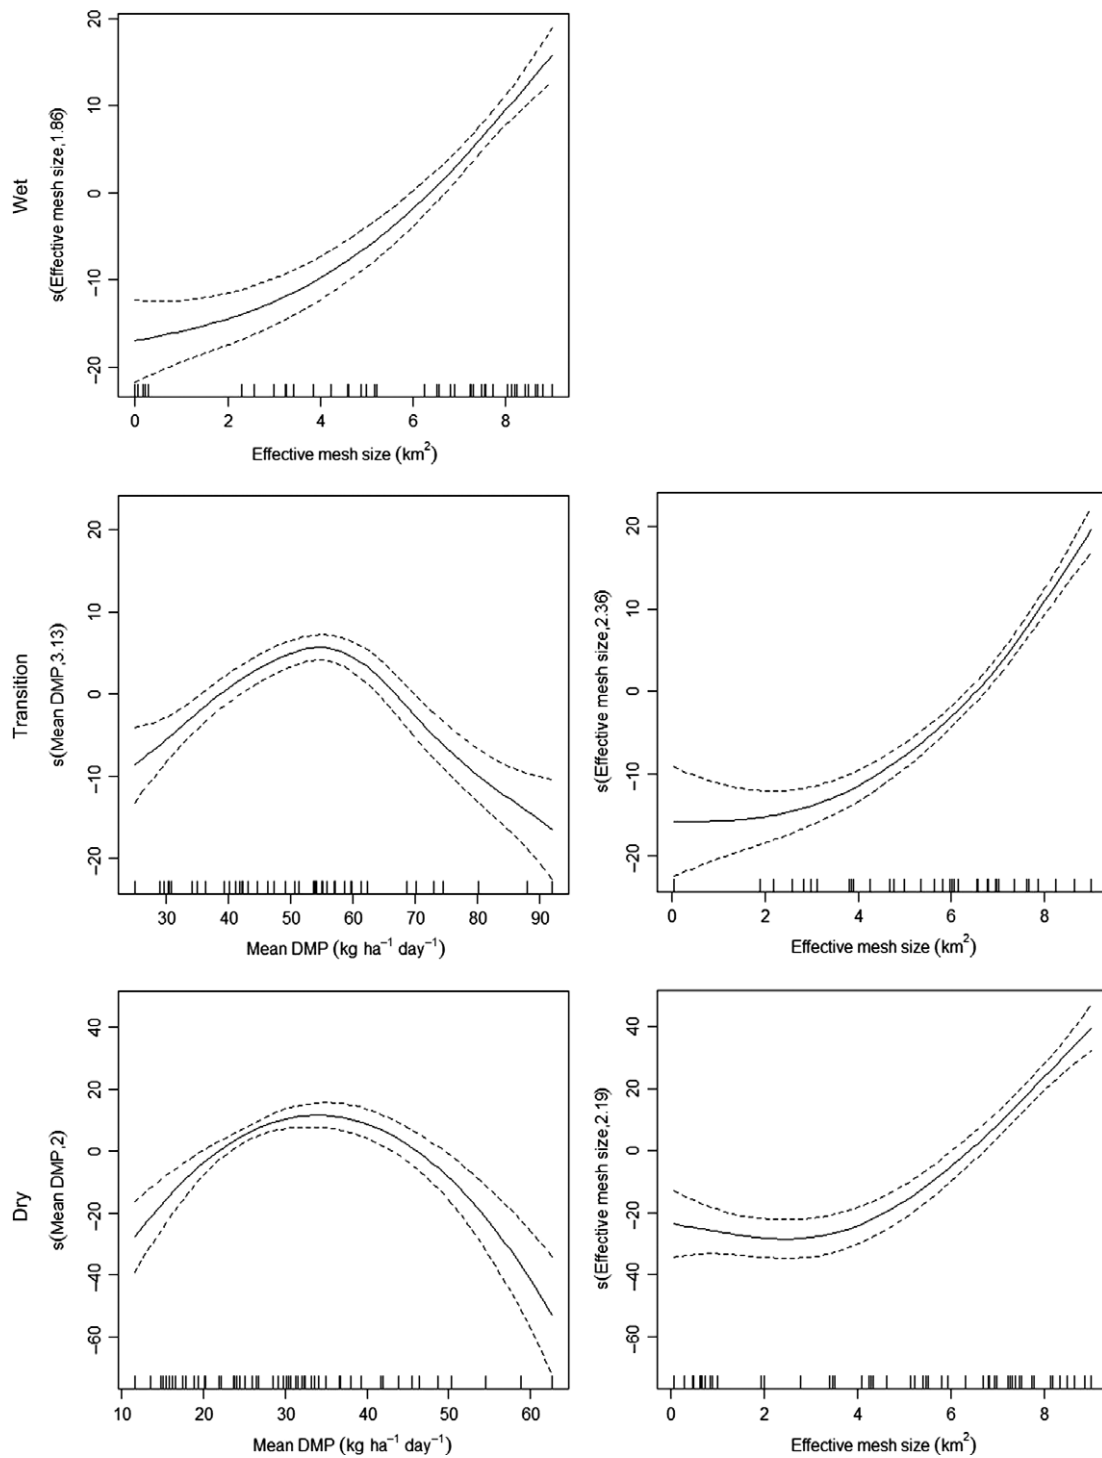 Wet
s(Effective mesh size,1.86)
20
10
0
−10
−20
0 2 4 6 8
Effective mesh size (km²)
Transition
s(Mean DMP,3.13)
20
10
0
−10
−20
30 40 50 60 70 80 90
Mean DMP (kg ha⁻¹ day⁻¹)
s(Effective mesh size,2.36)
20
10
0
−10
−20
0 2 4 6 8
Effective mesh size (km²)
Dry
s(Mean DMP,2)
40
20
0
−20
−40
−60
10 20 30 40 50 60
Mean DMP (kg ha⁻¹ day⁻¹)
s(Effective mesh size,2.19)
40
20
0
−20
−40
−60
0 2 4 6 8
Effective mesh size (km²)